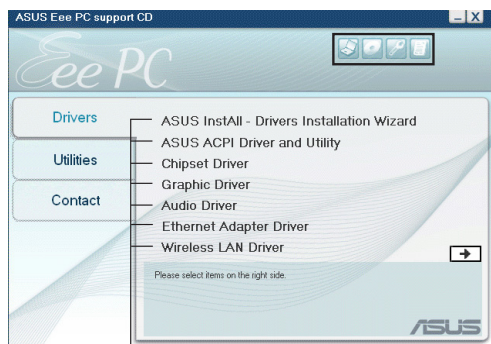 ASUS Eee PC support CD
Eee PC
Drivers
Utilities
Contact
ASUS InstAll - Drivers Installation Wizard
ASUS ACPI Driver and Utility
Chipset Driver
Graphic Driver
Audio Driver
Ethernet Adapter Driver
Wireless LAN Driver
Please select items on the right side.
ASUS